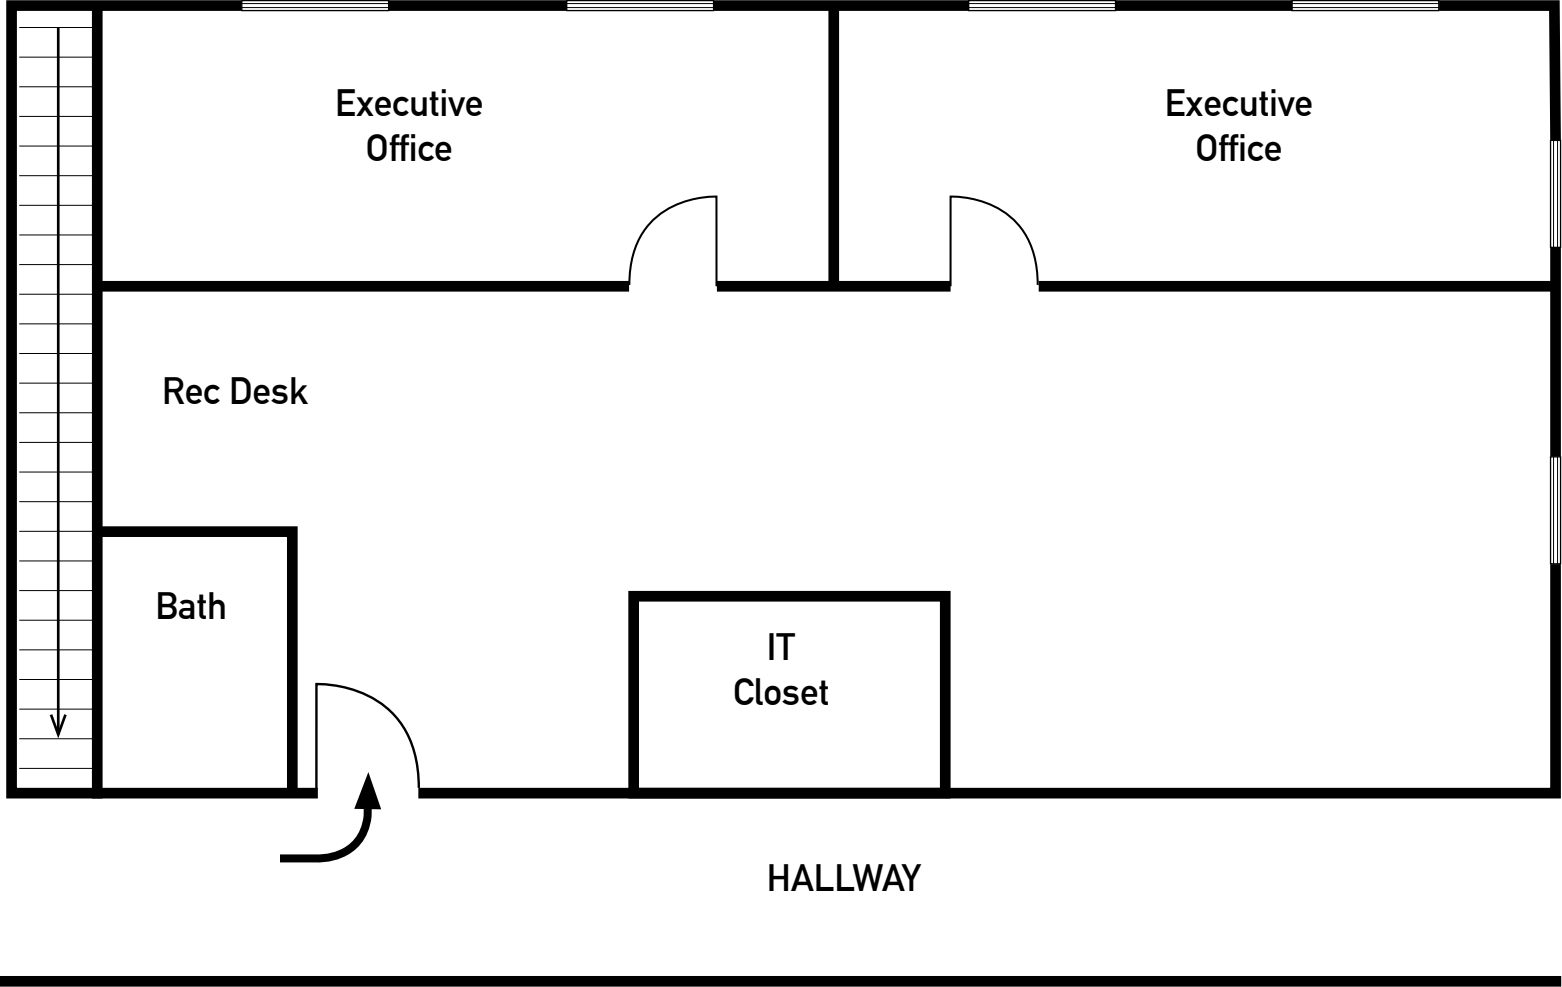 Executive
Office
Executive
Office
Rec Desk
Bath
IT
Closet
HALLWAY